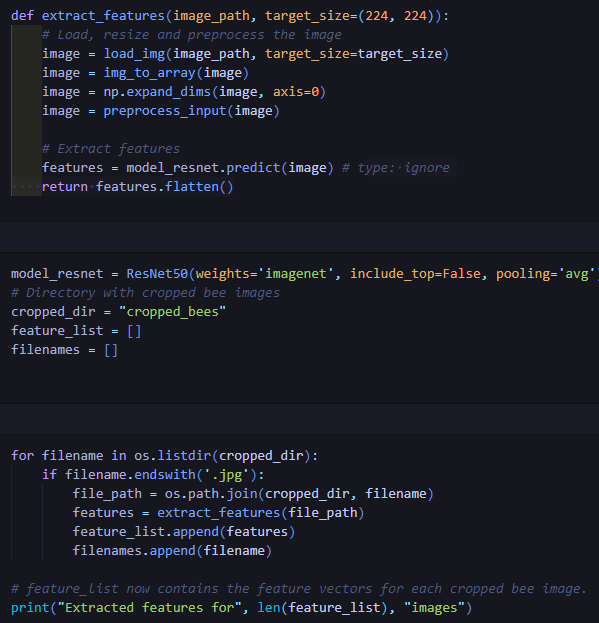 def extract_features(image_path, target_size=(224, 224)):
    # Load, resize and preprocess the image
    image = load_img(image_path, target_size=target_size)
    image = img_to_array(image)
    image = np.expand_dims(image, axis=0)
    image = preprocess_input(image)
    # Extract features
    features = model_resnet.predict(image) # type: ignore
    return features.flatten()
model_resnet = ResNet50(weights='imagenet', include_top=False, pooling='avg')
# Directory with cropped bee images
cropped_dir = "cropped_bees"
feature_list = []
filenames = []
for filename in os.listdir(cropped_dir):
    if filename.endswith('.jpg'):
        file_path = os.path.join(cropped_dir, filename)
        features = extract_features(file_path)
        feature_list.append(features)
        filenames.append(filename)
# feature_list now contains the feature vectors for each cropped bee image.
print("Extracted features for", len(feature_list), "images")